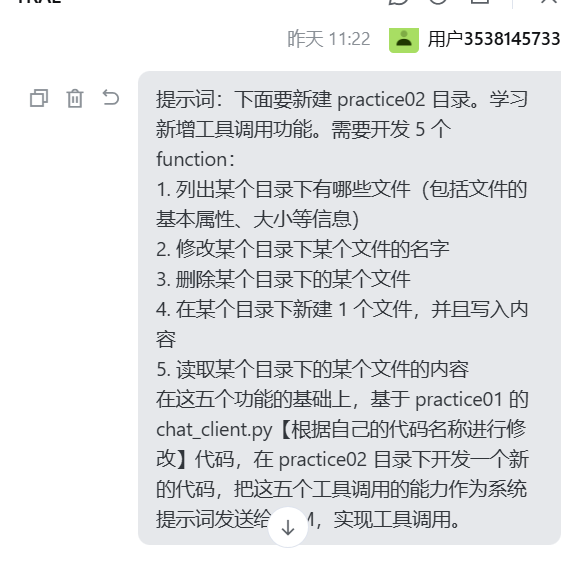 昨天 11:22 用户3538145733
提示词：下面要新建 practice02 目录。学习
新增工具调用功能。需要开发 5 个
function：
1. 列出某个目录下有哪些文件（包括文件的
基本属性、大小等信息）
2. 修改某个目录下某个文件的名字
3. 删除某个目录下的某个文件
4. 在某个目录下新建 1 个文件，并且写入内
容
5. 读取某个目录下的某个文件的内容
在这五个功能的基础上，基于 practice01 的
chat_client.py【根据自己的代码名称进行修
改】代码，在 practice02 目录下开发一个新
的代码，把这五个工具调用的能力作为系统
提示词发送给 M，实现工具调用。